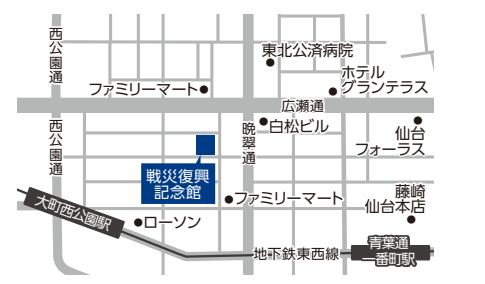 西公園通
東北公済病院
ホテル
グランテラス
ファミリーマート
広瀬通
西公園通
晩翠通
白松ビル
仙台
フォーラス
戦災復興
記念館
ファミリーマート
藤崎
仙台本店
大町西公園駅
ローソン
地下鉄東西線
青葉通
一番町駅